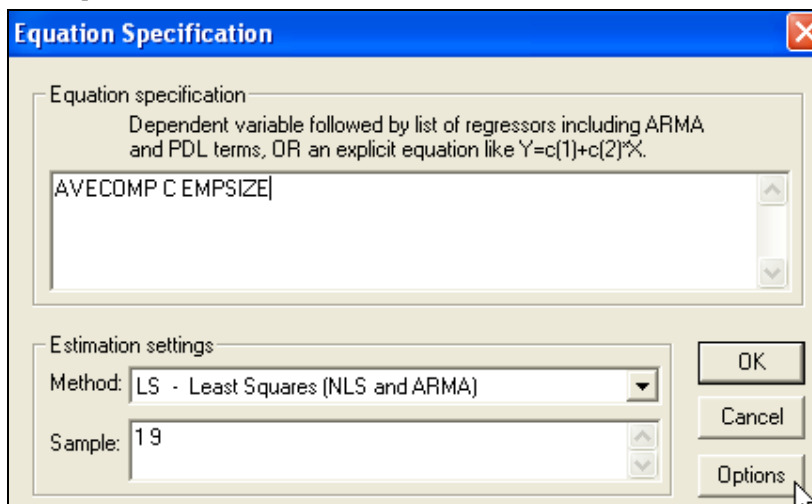 Equation Specification
Equation specification
Dependent variable followed by list of regressors including ARMA
and PDL terms, OR an explicit equation like Y=c(1)+c(2)*X.
AVECOMP C EMPSIZE
Estimation settings
Method: LS - Least Squares (NLS and ARMA)
Sample: 1 9
OK
Cancel
Options